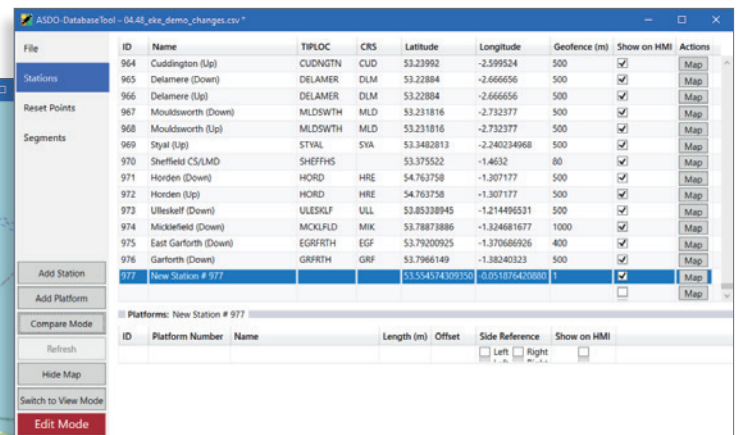 ASDO-DatabaseTool – 04.48_eke_demo_changes.csv *
File
Stations
Reset Points
Segments
Add Station
Add Platform
Compare Mode
Refresh
Hide Map
Switch to View Mode
Edit Mode
ID Name TIPLOC CRS Latitude Longitude Geofence (m) Show on HMI Actions
964 Cuddington (Up) CUDNGTN CUD 53.23992 -2.599524 500 Map
965 Delamere (Down) DELAMER DLM 53.22884 -2.666656 500 Map
966 Delamere (Up) DELAMER DLM 53.22884 -2.666656 500 Map
967 Mouldsworth (Down) MLDSWTH MLD 53.231816 -2.732377 500 Map
968 Mouldsworth (Up) MLDSWTH MLD 53.231816 -2.732377 500 Map
969 Styal (Up) STYAL SYA 53.3482813 -2.240234968 500 Map
970 Sheffield CS/LMD SHEFFHS 53.375522 -1.4632 80 Map
971 Horden (Down) HORD HRE 54.763758 -1.307177 500 Map
972 Horden (Up) HORD HRE 54.763758 -1.307177 500 Map
973 Ulleskelf (Down) ULESKLF ULL 53.85338945 -1.214496531 500 Map
974 Micklefield (Down) MCKLFLD MIK 53.78873886 -1.324681677 1000 Map
975 East Garforth (Down) EGRFRTH EGF 53.79200925 -1.370686926 400 Map
976 Garforth (Down) GRFRTH GRF 53.7966149 -1.38240323 500 Map
977 New Station # 977 53.554574309350 -0.051876420880 1 Map
Map
Platforms: New Station # 977
ID Platform Number Name Length (m) Offset Side Reference Show on HMI
Left Right